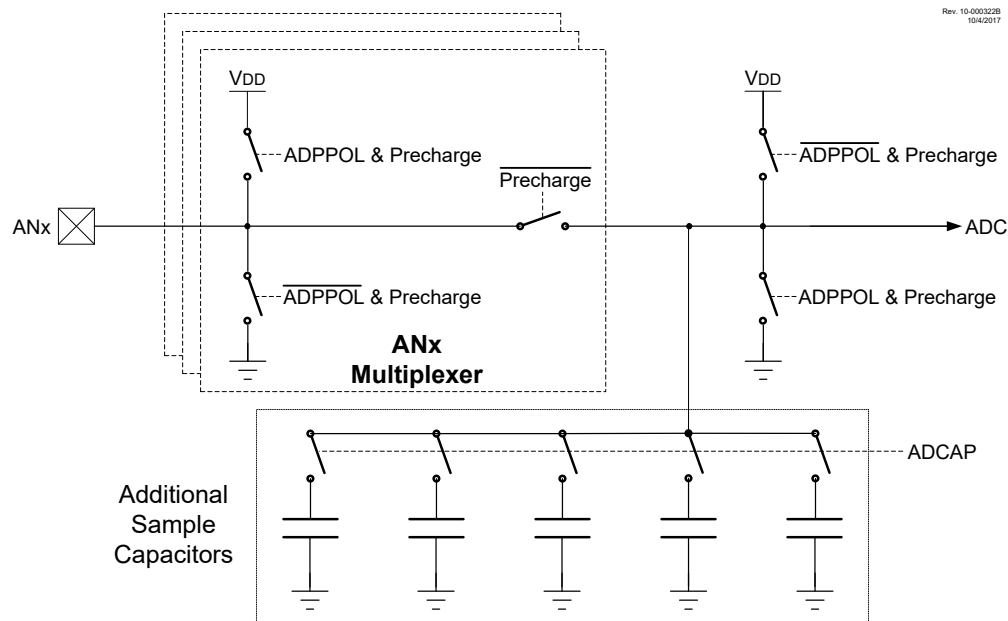 Rev. 10-000322B
10/4/2017
VDD
VDD
ADPPOL & Precharge
ADPPOL & Precharge
Precharge
ANx
ADC
ADPPOL & Precharge
ADPPOL & Precharge
ANx
Multiplexer
ADCAP
Additional
Sample
Capacitors